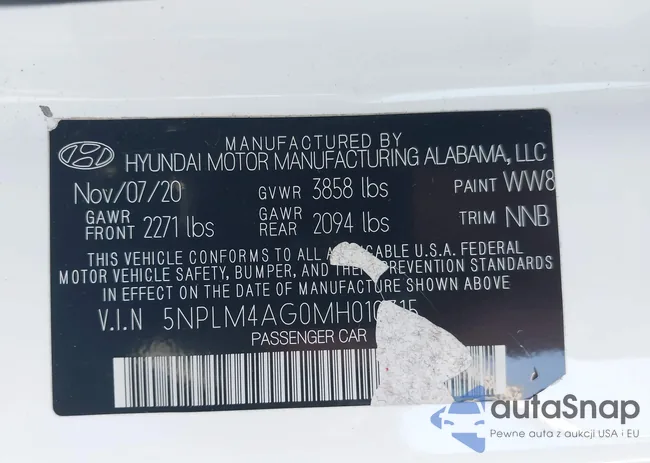 MANUFACTURED BY
HYUNDAI MOTOR MANUFACTURING ALABAMA, LLC
Nov/07/20 GVWR 3858 lbs PAINT WW8
GAWR FRONT 2271 lbs GAWR REAR 2094 lbs TRIM NNB
THIS VEHICLE CONFORMS TO ALL APPLICABLE U.S.A. FEDERAL
MOTOR VEHICLE SAFETY, BUMPER, AND THEFT PREVENTION STANDARDS
IN EFFECT ON THE DATE OF MANUFACTURE SHOWN ABOVE.
V.I.N
PASSENGER CAR
autaSnap
Pewne auta z aukcji USA i EU